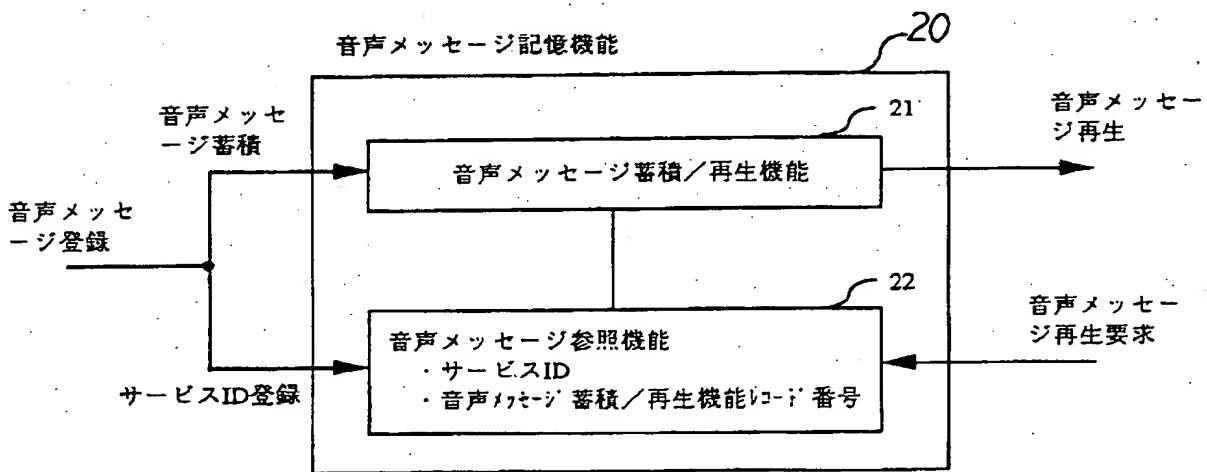 音声メッセージ記憶機能
20
音声メッセ
ージ蓄積
21
音声メッセージ蓄積／再生機能
音声メッセー
ジ再生
音声メッセ
ージ登録
22
音声メッセージ参照機能
・サービスID
・音声ﾒｯｾｰｼﾞ蓄積／再生機能ﾚｺｰﾄﾞ番号
音声メッセー
ジ再生要求
サービスID登録